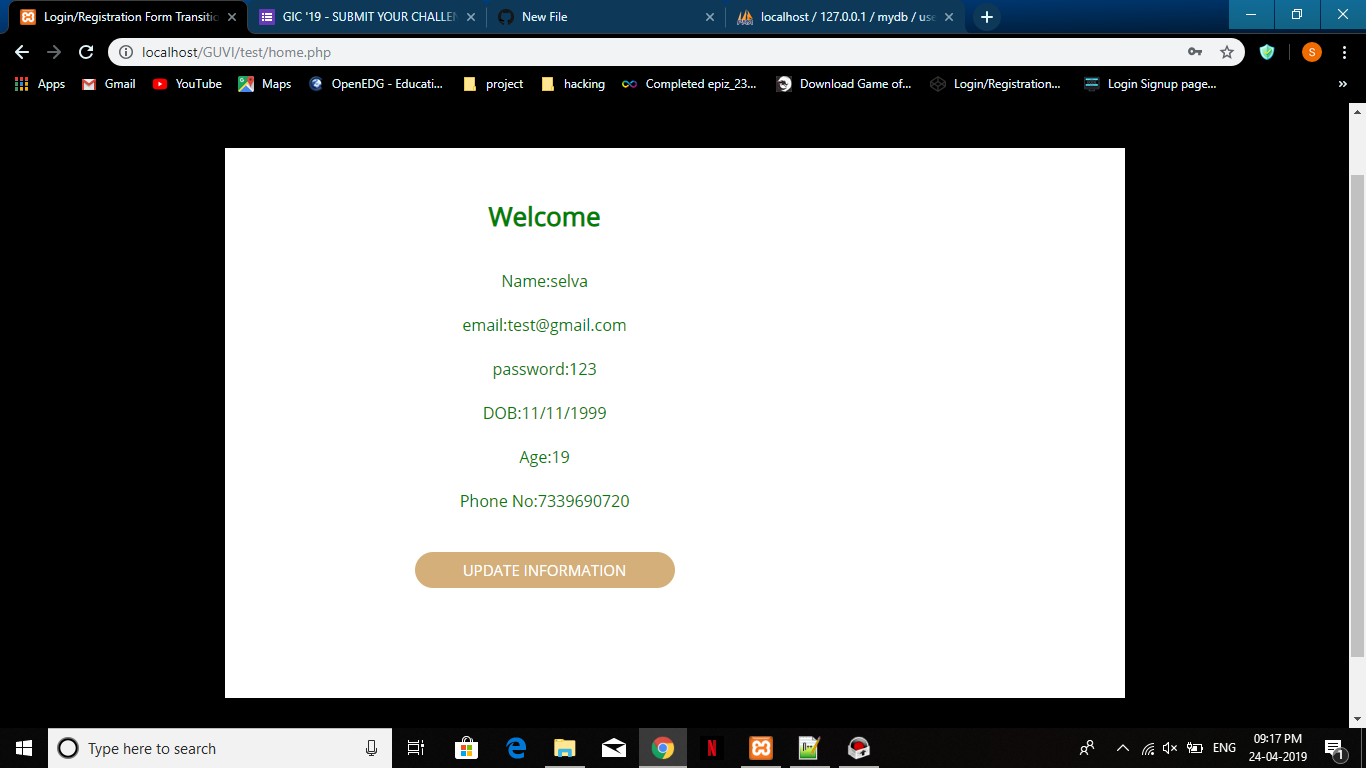 Login/Registration Form Transitio
GIC '19 - SUBMIT YOUR CHALLEN
New File
localhost / 127.0.0.1 / mydb / use
localhost/GUVI/test/home.php
S
Apps
Gmail
YouTube
Maps
OpenEDG - Educati...
project
hacking
Completed epiz_23...
Download Game of...
Login/Registration...
Login Signup page...
»
Welcome
Name:selva
email:test@gmail.com
password:123
DOB:11/11/1999
Age:19
Phone No:7339690720
UPDATE INFORMATION
Type here to search
N
ENG
09:17 PM
24-04-2019
1